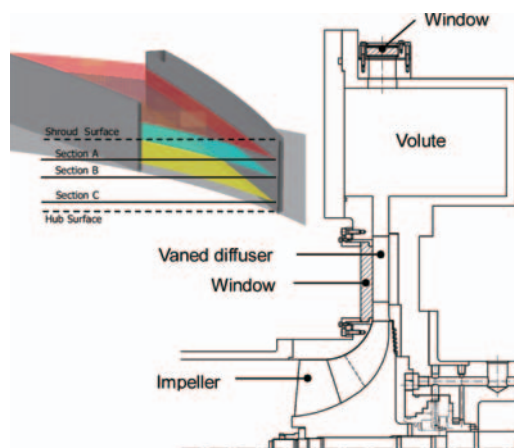 Window
Volute
Shroud Surface
Section A
Section B
Section C
Hub Surface
Vaned diffuser
Window
Impeller